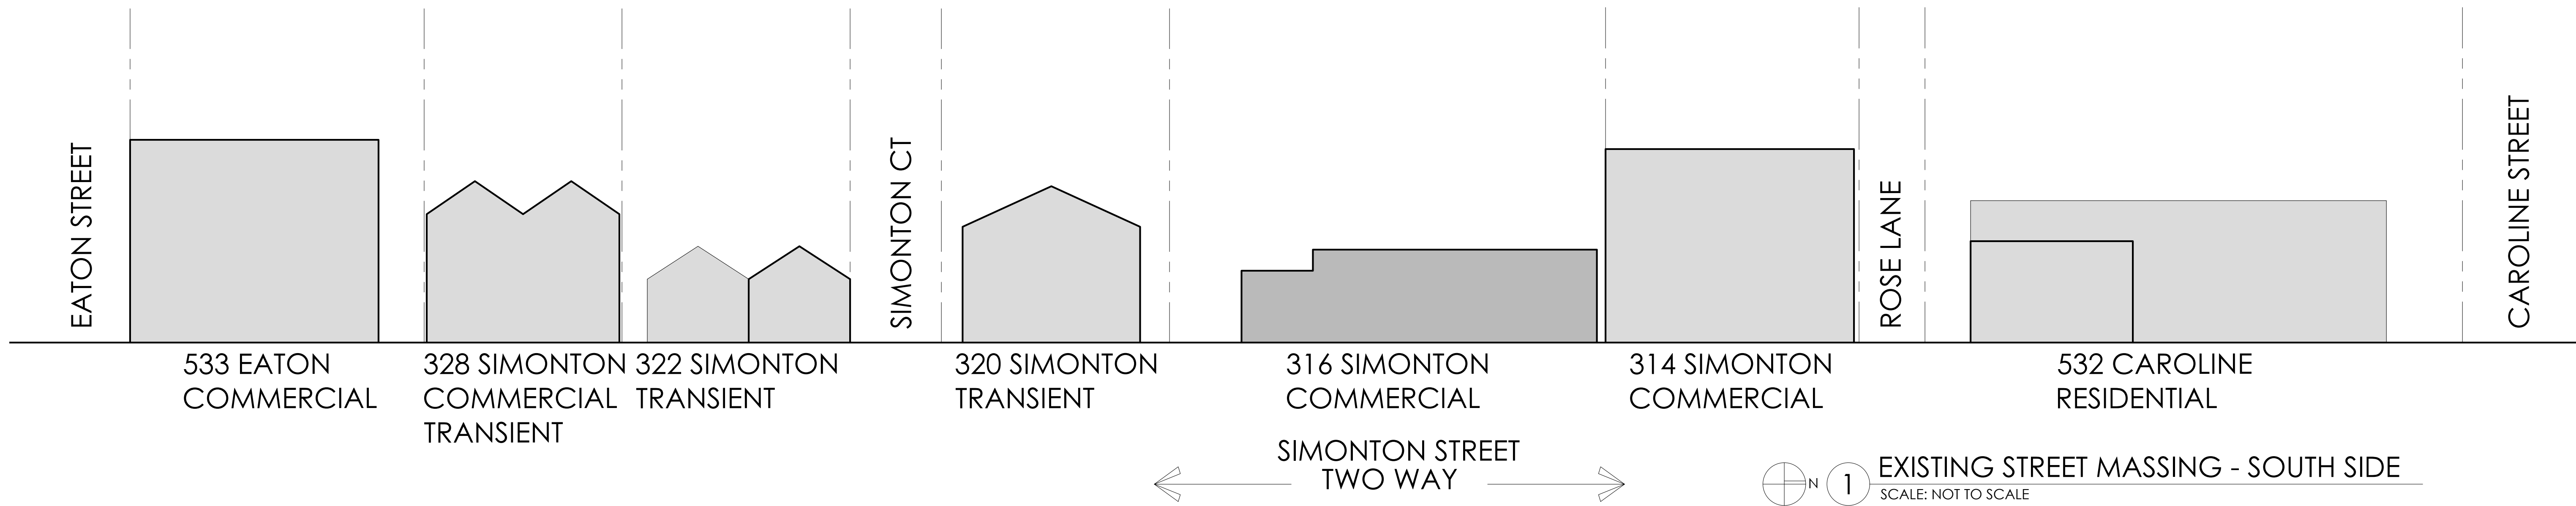 EATON STREET
SIMONTON CT
ROSE LANE
CAROLINE STREET
533 EATON
COMMERCIAL
328 SIMONTON
COMMERCIAL
TRANSIENT
322 SIMONTON
TRANSIENT
320 SIMONTON
TRANSIENT
316 SIMONTON
COMMERCIAL
314 SIMONTON
COMMERCIAL
532 CAROLINE
RESIDENTIAL
SIMONTON STREET
TWO WAY
N
1
EXISTING STREET MASSING - SOUTH SIDE
SCALE: NOT TO SCALE